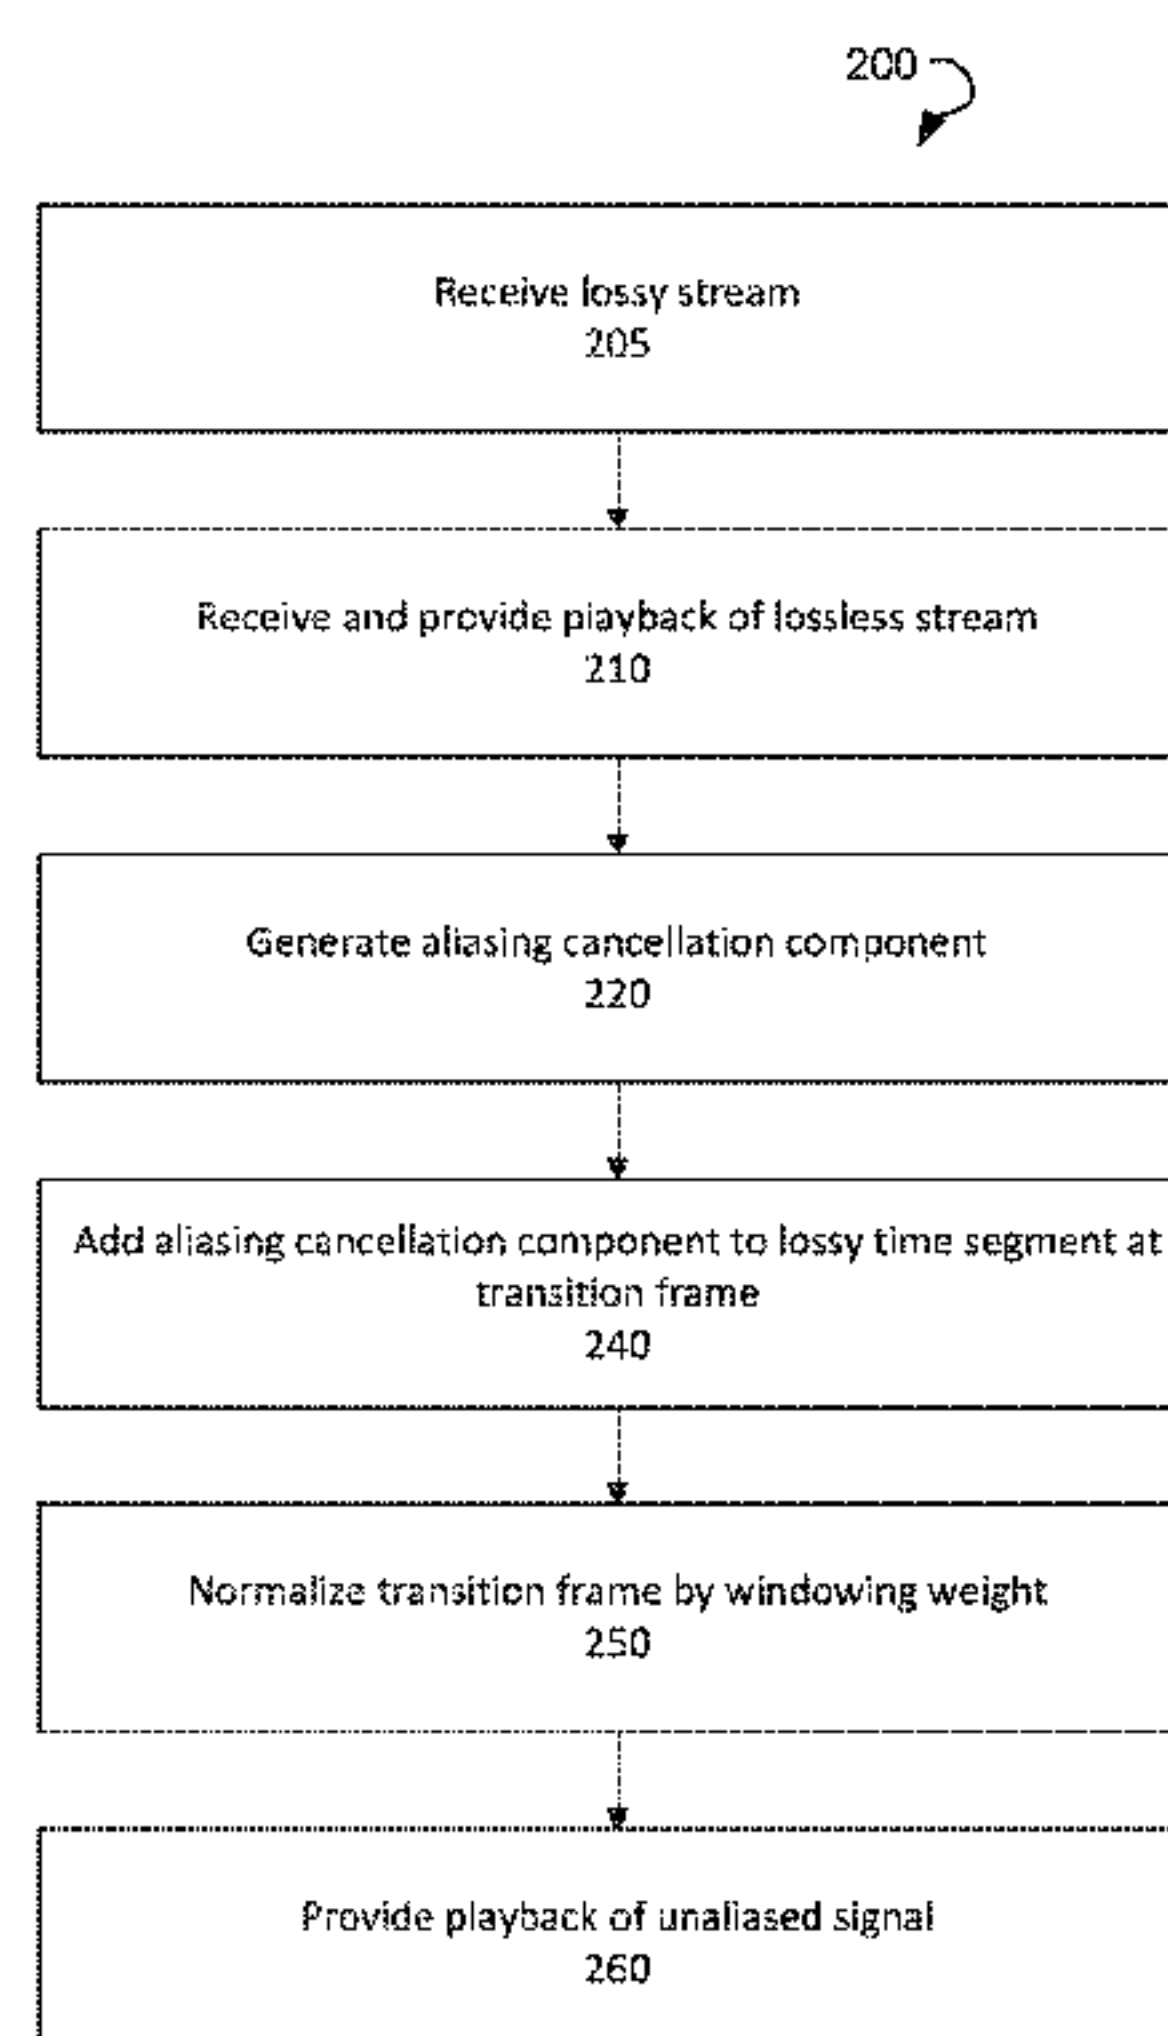 200
Receive lossy stream
205
Receive and provide playback of lossless stream
210
Generate aliasing cancellation component
220
Add aliasing cancellation component to lossy time segment at
transition frame
240
Normalize transition frame by windowing weight
250
Provide playback of unaliased signal
260